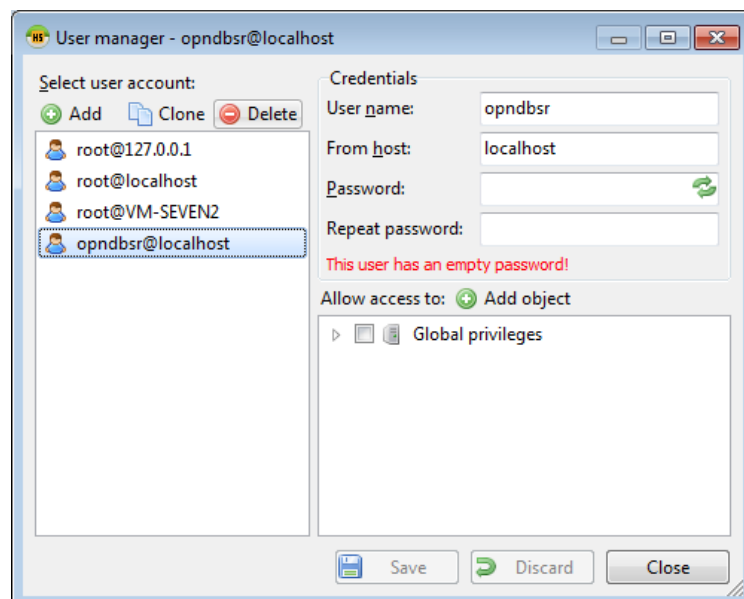 HS
User manager - opndbsr@localhost
Select user account:
Add Clone Delete
root@127.0.0.1
root@localhost
root@VM-SEVEN2
opndbsr@localhost
Credentials
User name: opndbsr
From host: localhost
Password:
Repeat password:
This user has an empty password!
Allow access to: Add object
Global privileges
Save Discard Close